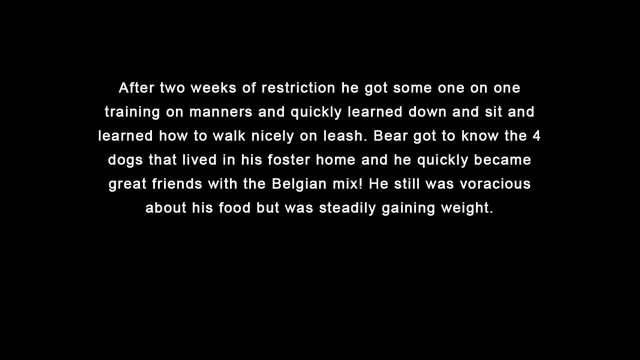 After two weeks of restriction he got some one on one
training on manners and quickly learned down and sit and
learned how to walk nicely on leash. Bear got to know the 4
dogs that lived in his foster home and he quickly became
great friends with the Belgian mix! He still was voracious
about his food but was steadily gaining weight.